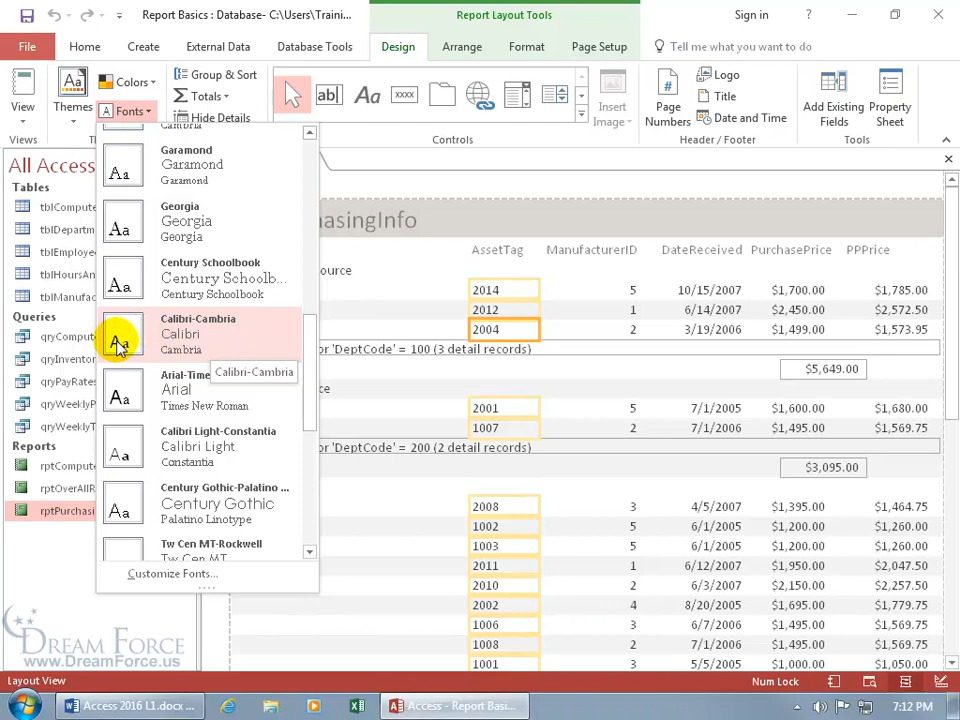 Report Basics : Database- C:\Users\Traini...
Report Layout Tools
Sign in
?
File
Home
Create
External Data
Database Tools
Design
Arrange
Format
Page Setup
Tell me what you want to do
View
Themes
Colors
Fonts
Group & Sort
Totals
Hide Details
Insert
Image
Page
Numbers
Logo
Title
Date and Time
Add Existing
Fields
Property
Sheet
Views
Controls
Header / Footer
Tools
All Access
Tables
tblCompute
tblDepartm
tblEmployee
tblHoursAn
tblManufac
Queries
qryComput
qryInventor
qryPayRates
qryWeeklyP
qryWeeklyT
Reports
rptCompute
rptOverAllR
rptPurchasi
Cambria
Garamond
Garamond
Garamond
Georgia
Georgia
Georgia
Century Schoolbook
Century Schoolb...
Century Schoolbook
Calibri-Cambria
Calibri
Cambria
Calibri-Cambria
Arial-Time
Arial
Times New Roman
Calibri Light-Constantia
Calibri Light
Constantia
Century Gothic-Palatino ...
Century Gothic
Palatino Linotype
Tw Cen MT-Rockwell
Tw Cen MT
Customize Fonts...
hasingInfo
AssetTag ManufacturerID DateReceived PurchasePrice PPPrice
ource
2014 5 10/15/2007 $1,700.00 $1,785.00
2012 1 6/14/2007 $2,450.00 $2,572.50
2004 2 3/19/2006 $1,499.00 $1,573.95
or 'DeptCode' = 100 (3 detail records)
$5,649.00
ce
2001 5 7/1/2005 $1,600.00 $1,680.00
1007 2 7/1/2005 $1,495.00 $1,569.75
or 'DeptCode' = 200 (2 detail records)
$3,095.00
2008 3 4/5/2007 $1,395.00 $1,464.75
1002 5 6/1/2005 $1,200.00 $1,260.00
1003 5 6/1/2005 $1,200.00 $1,260.00
2011 1 6/12/2007 $1,950.00 $2,047.50
2010 2 6/3/2007 $2,150.00 $2,257.50
2002 4 8/20/2005 $1,695.00 $1,779.75
1006 3 6/7/2006 $1,495.00 $1,569.75
1008 2 7/1/2006 $1,495.00 $1,569.75
1001 3 5/5/2005 $1,000.00 $1,050.00
DREAM FORCE
www.DreamForce.us
Layout View
Num Lock
Access 2016 L1.docx ...
Access - Report Basi...
7:12 PM